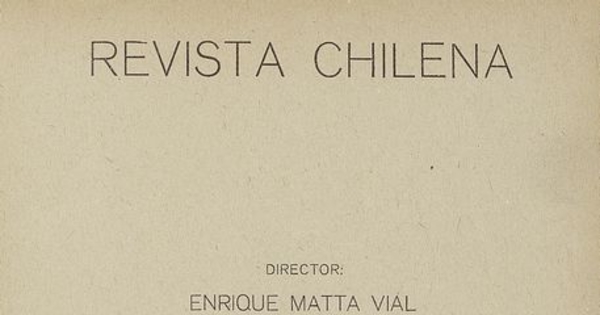 REVISTA CHILENA
DIRECTOR:
ENRIQUE MATTA VIAL